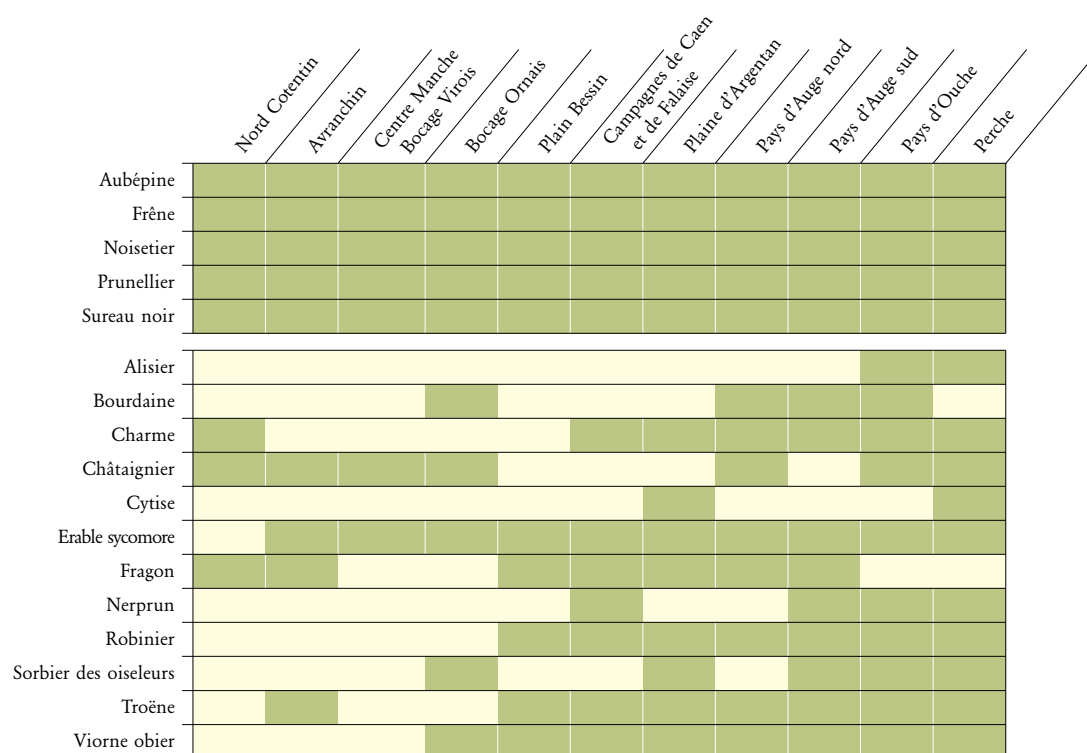 Nord Cotentin
Avranchin
Centre Manche
Bocage Virois
Bocage Ornais
Plain Bessin
Campagnes de Caen
et de Falaise
Plaine d'Argentan
Pays d'Auge nord
Pays d'Auge sud
Pays d'Ouche
Perche
Aubépine
Frêne
Noisetier
Prunellier
Sureau noir
Alisier
Bourdaine
Charme
Châtaignier
Cytise
Erable sycomore
Fragon
Nerprun
Robinier
Sorbier des oiseleurs
Troëne
Viorne obier